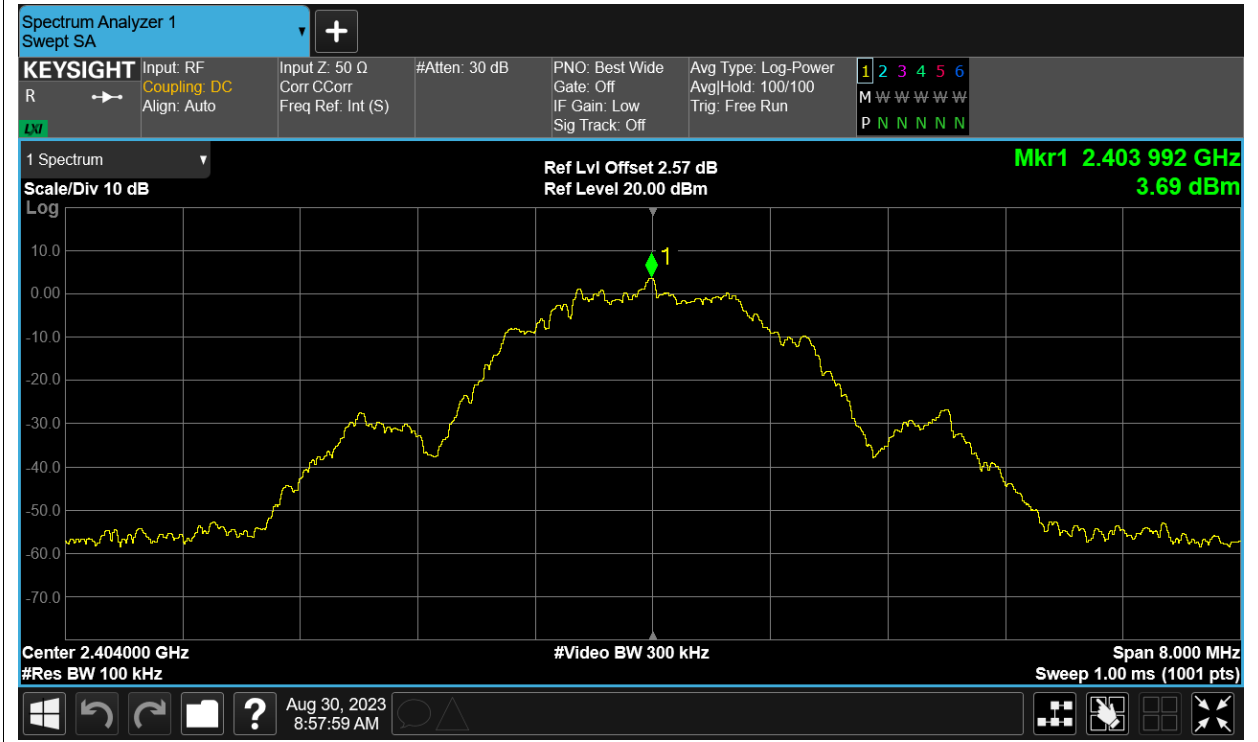 Spectrum Analyzer 1
Swept SA
+
KEYSIGHT
R
LXI
Input: RF
Coupling: DC
Align: Auto
Input Z: 50 Ω
Corr CCorr
Freq Ref: Int (S)
#Atten: 30 dB
PNO: Best Wide
Gate: Off
IF Gain: Low
Sig Track: Off
Avg Type: Log-Power
Avg|Hold: 100/100
Trig: Free Run
1 2 3 4 5 6
M W W W W W
P N N N N N
1 Spectrum
Scale/Div 10 dB
Log
Ref Lvl Offset 2.57 dB
Ref Level 20.00 dBm
Mkr1 2.403 992 GHz
3.69 dBm
1
10.0
0.00
-10.0
-20.0
-30.0
-40.0
-50.0
-60.0
-70.0
Center 2.404000 GHz
#Video BW 300 kHz
Span 8.000 MHz
#Res BW 100 kHz
Sweep 1.00 ms (1001 pts)
?
Aug 30, 2023
8:57:59 AM